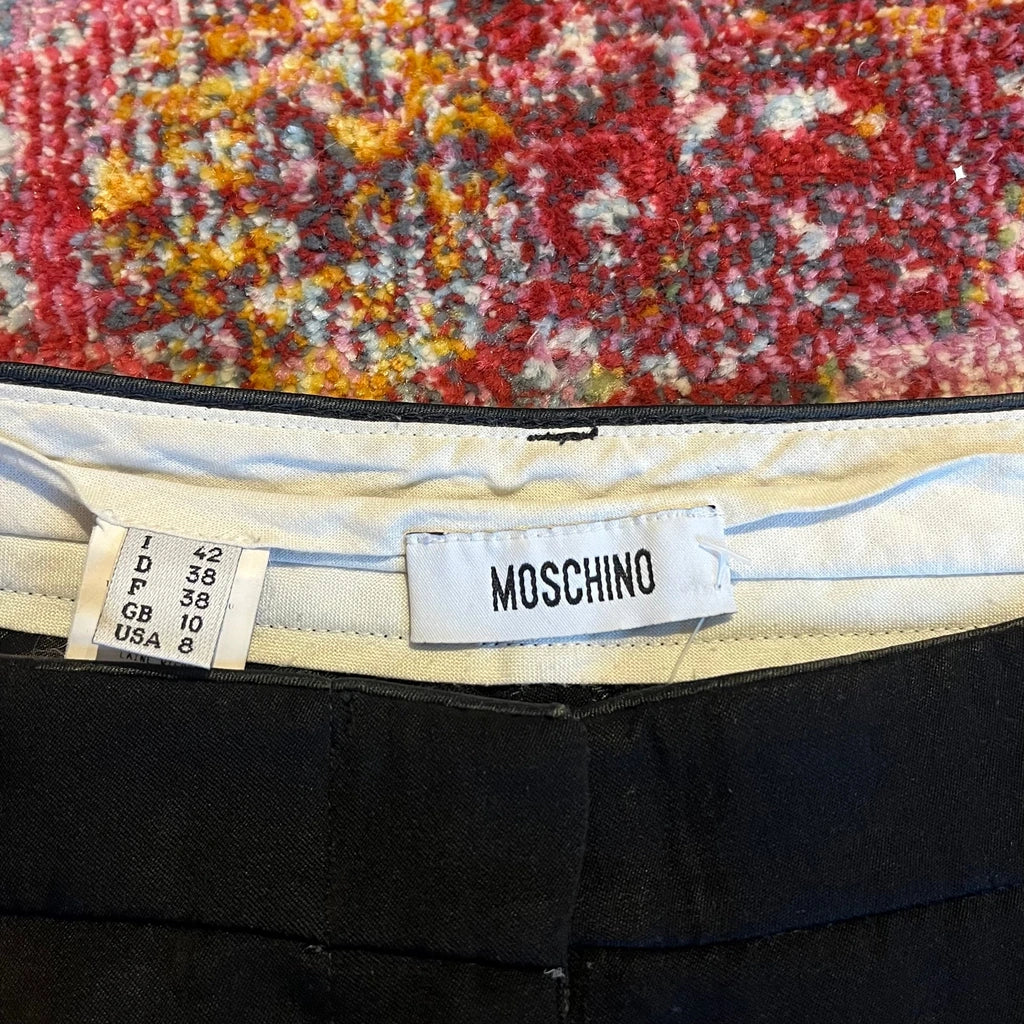 I 42
D 38
F 38
GB 10
USA 8
MOSCHINO